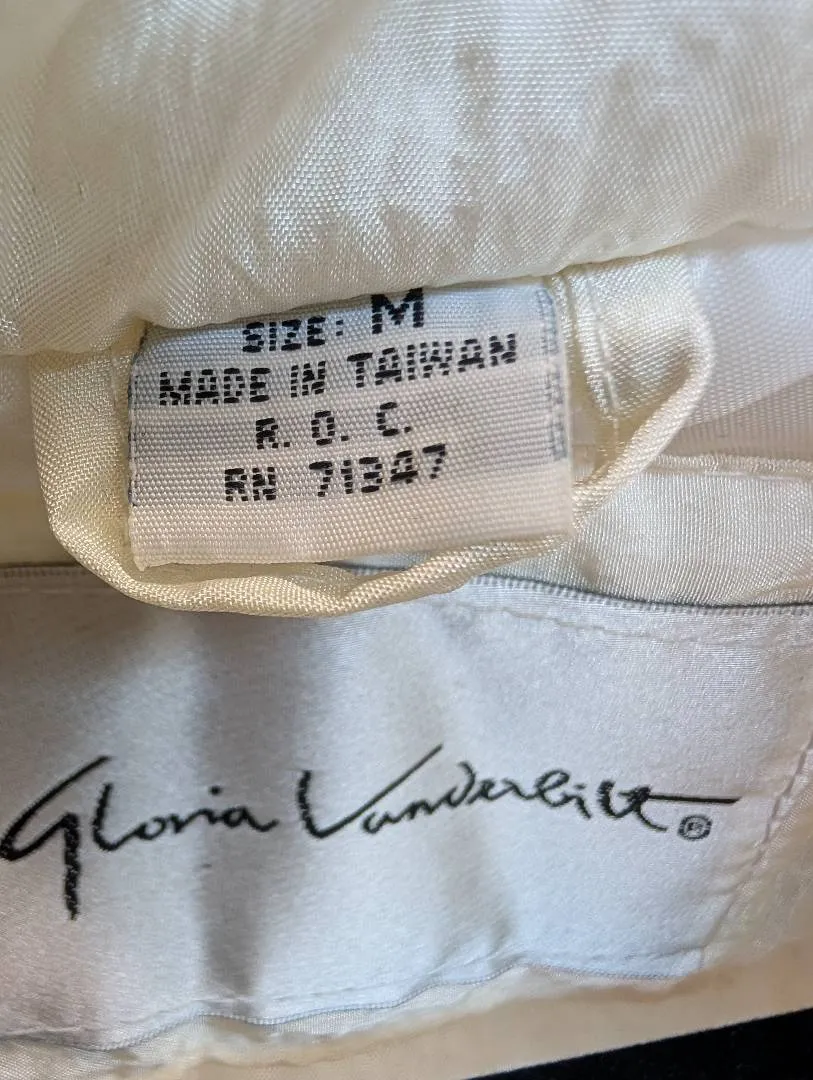 SIZE: M
MADE IN TAIWAN
R. O. C.
RN 71347
Gloria Vanderbilt®